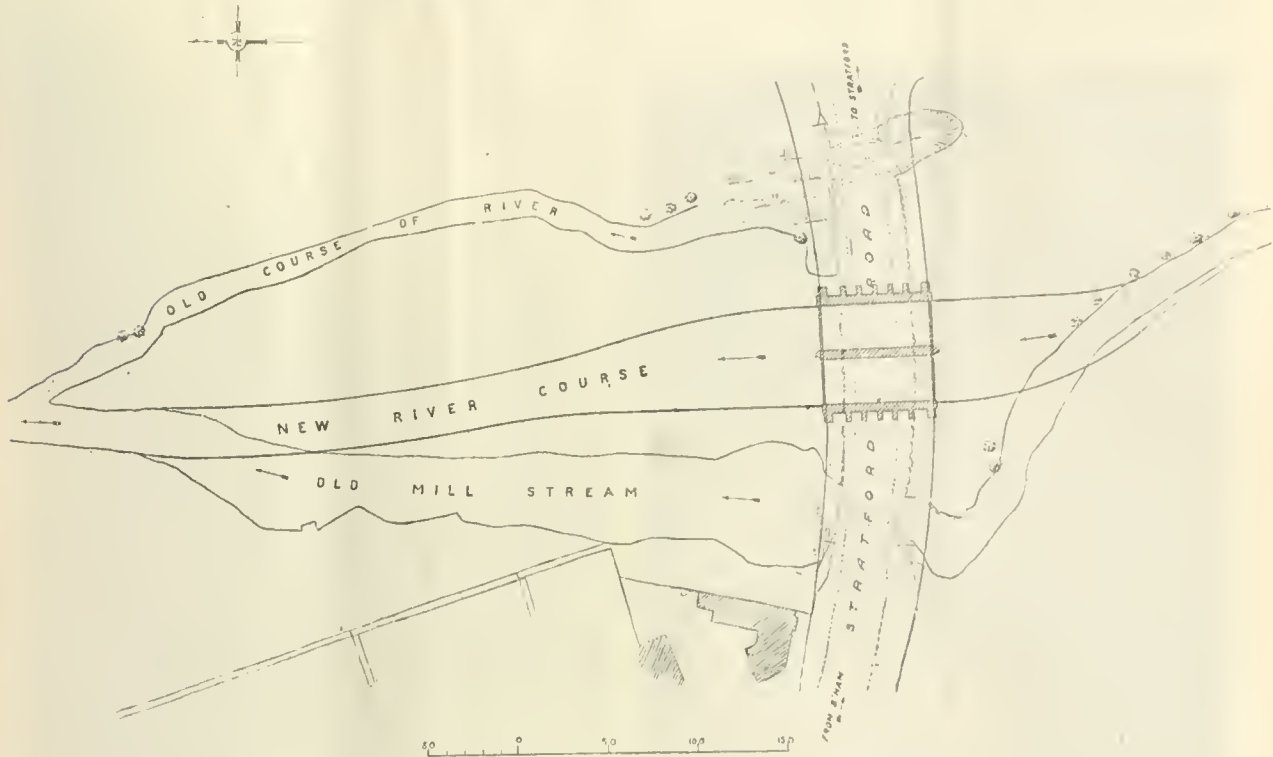 TO STRATFORD
OLD COURSE OF RIVER
NEW RIVER COURSE
OLD MILL STREAM
STRATFORD ROAD
FROM B'HAM
50 0 50 100 150